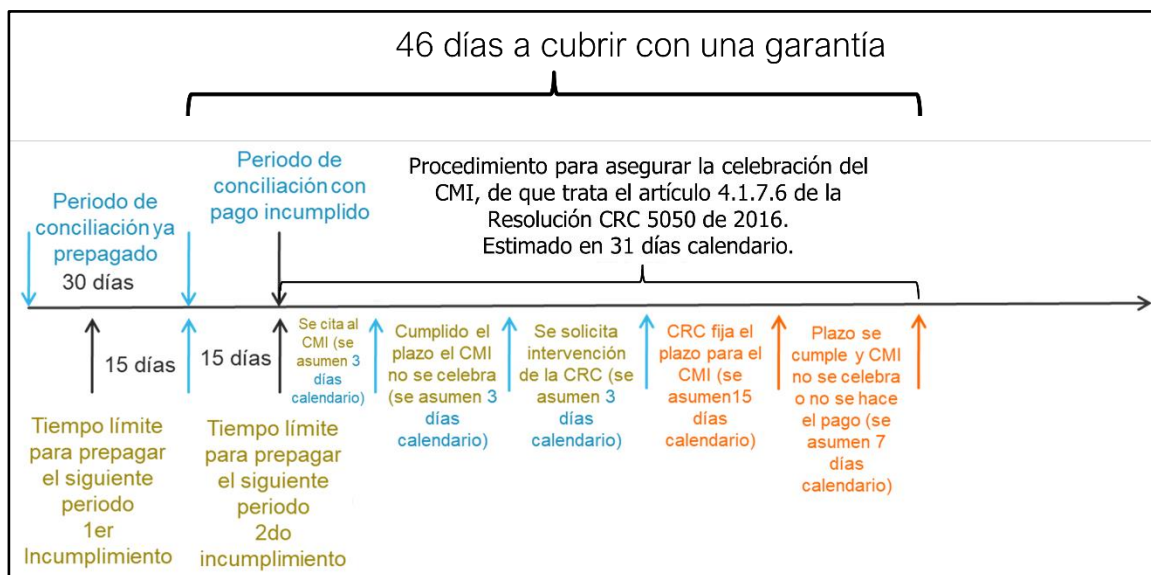 46 días a cubrir con una garantía
Periodo de
conciliación ya
prepagado
30 días
Periodo de
conciliación con
pago incumplido
Procedimiento para asegurar la celebración del
CMI, de que trata el artículo 4.1.7.6 de la
Resolución CRC 5050 de 2016.
Estimado en 31 días calendario.
15 días
15 días
Se cita al
CMI (se
asumen 3
días
calendario)
Cumplido el
plazo el CMI
no se celebra
(se asumen 3
días
calendario)
Se solicita
intervención
de la CRC (se
asumen 3
días
calendario)
CRC fija el
plazo para el
CMI (se
asumen15
días
calendario)
Plazo se
cumple y CMI
no se celebra
o no se hace
el pago (se
asumen 7
días
calendario)
Tiempo límite
para prepagar
el siguiente
periodo
1er
Incumplimiento
Tiempo límite
para prepagar
el siguiente
periodo
2do
incumplimiento